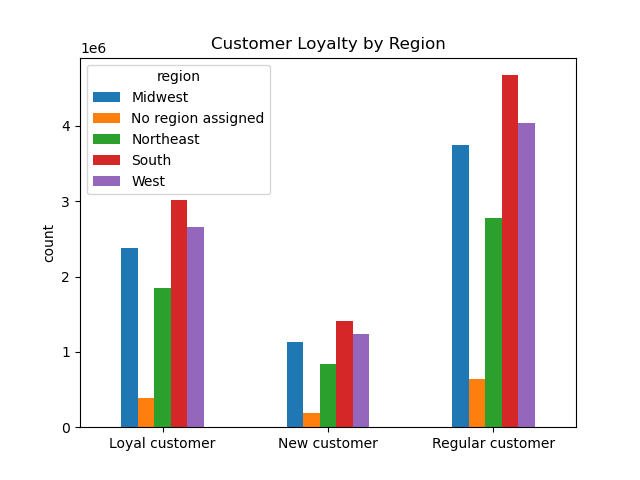 Customer Loyalty by Region
1e6
region
Midwest
No region assigned
Northeast
South
West
count
4
3
2
1
0
Loyal customer
New customer
Regular customer